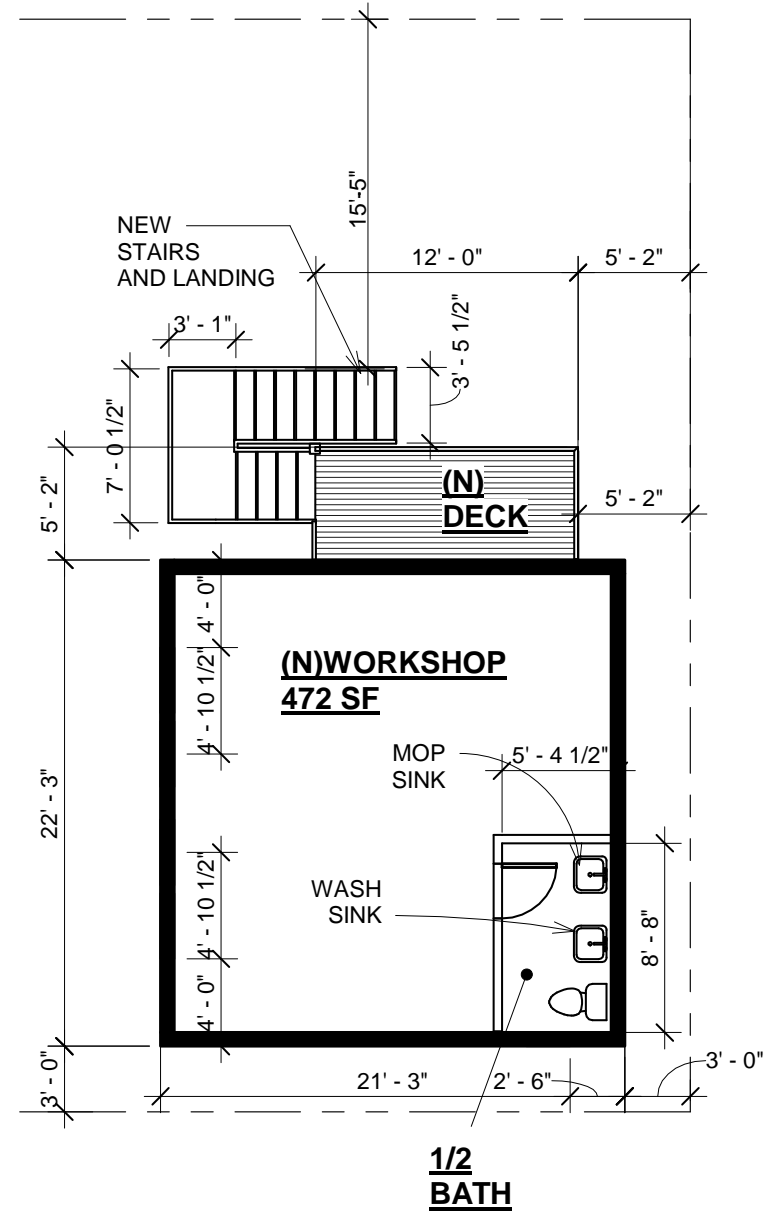 15'-5"
NEW
STAIRS
AND LANDING
12' - 0"
5' - 2"
3' - 1"
3' - 5 1/2"
7' - 0 1/2"
5' - 2"
(N)
DECK
5' - 2"
4' - 0"
(N)WORKSHOP
472 SF
4' - 10 1/2"
MOP
SINK
5' - 4 1/2"
22' - 3"
4' - 10 1/2"
WASH
SINK
8' - 8"
4' - 0"
3' - 0"
21' - 3"
2' - 6"
3' - 0"
1/2
BATH